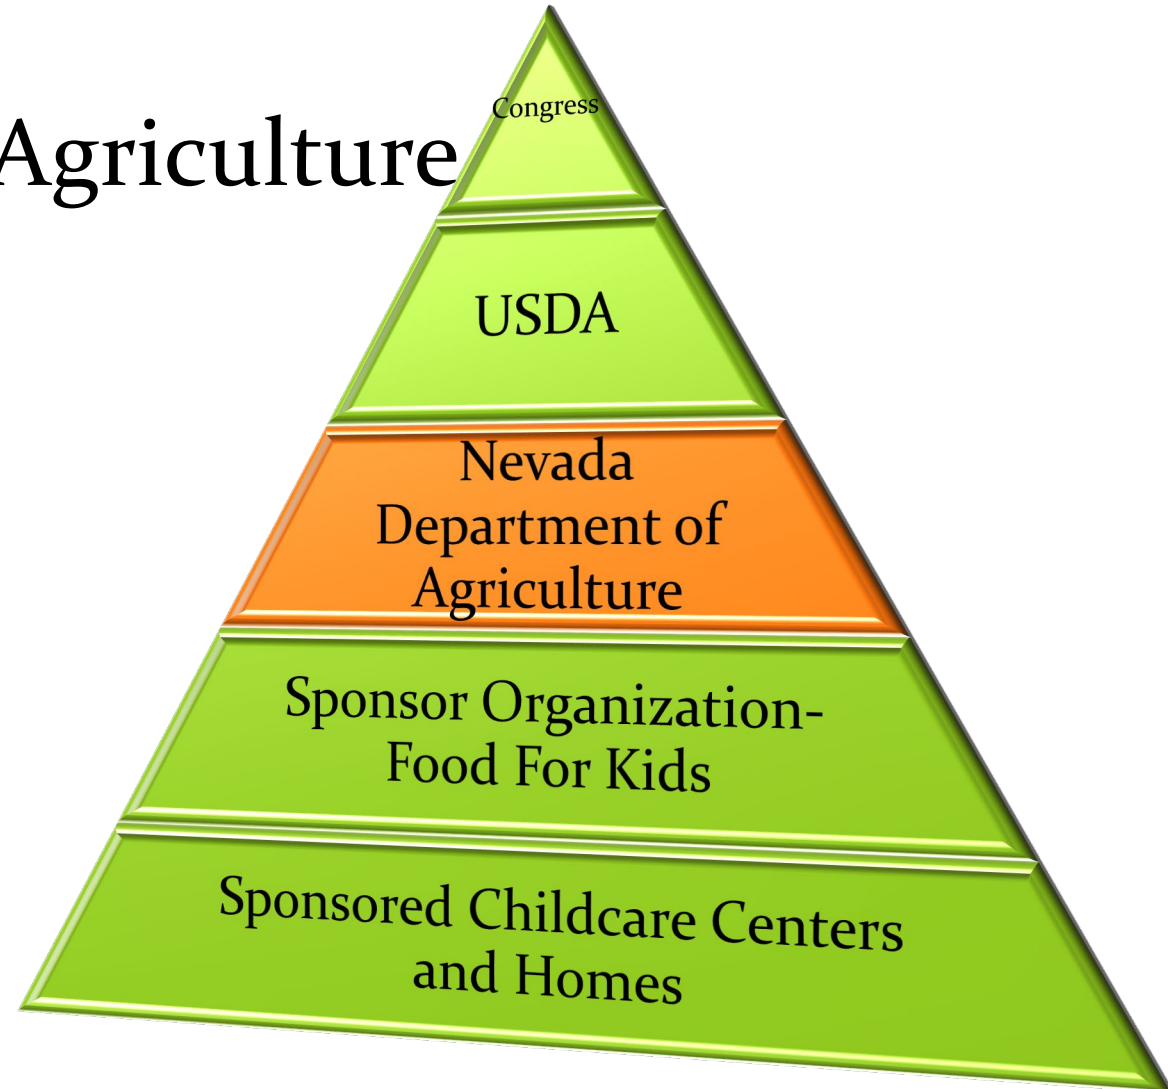 Congress
Agriculture
USDA
Nevada
Department of
Agriculture
Sponsor Organization-
Food For Kids
Sponsored Childcare Centers
and Homes